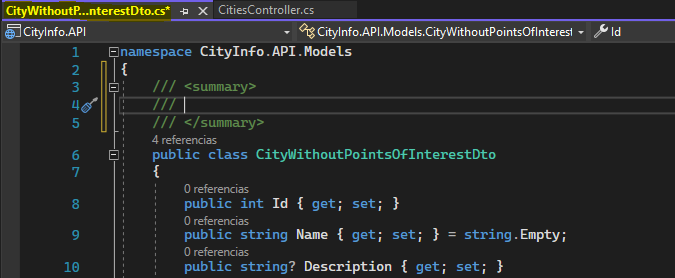 CityWithoutP...nterestDto.cs* CitiesController.cs
CityInfo.API CityInfo.API.Models.CityWithoutPointsOfInterest Id
1 namespace CityInfo.API.Models
2 {
3 /// <summary>
4 ///
5 /// </summary>
4 referencias
6 public class CityWithoutPointsOfInterestDto
7 {
0 referencias
8 public int Id { get; set; }
0 referencias
9 public string Name { get; set; } = string.Empty;
0 referencias
10 public string? Description { get; set; }